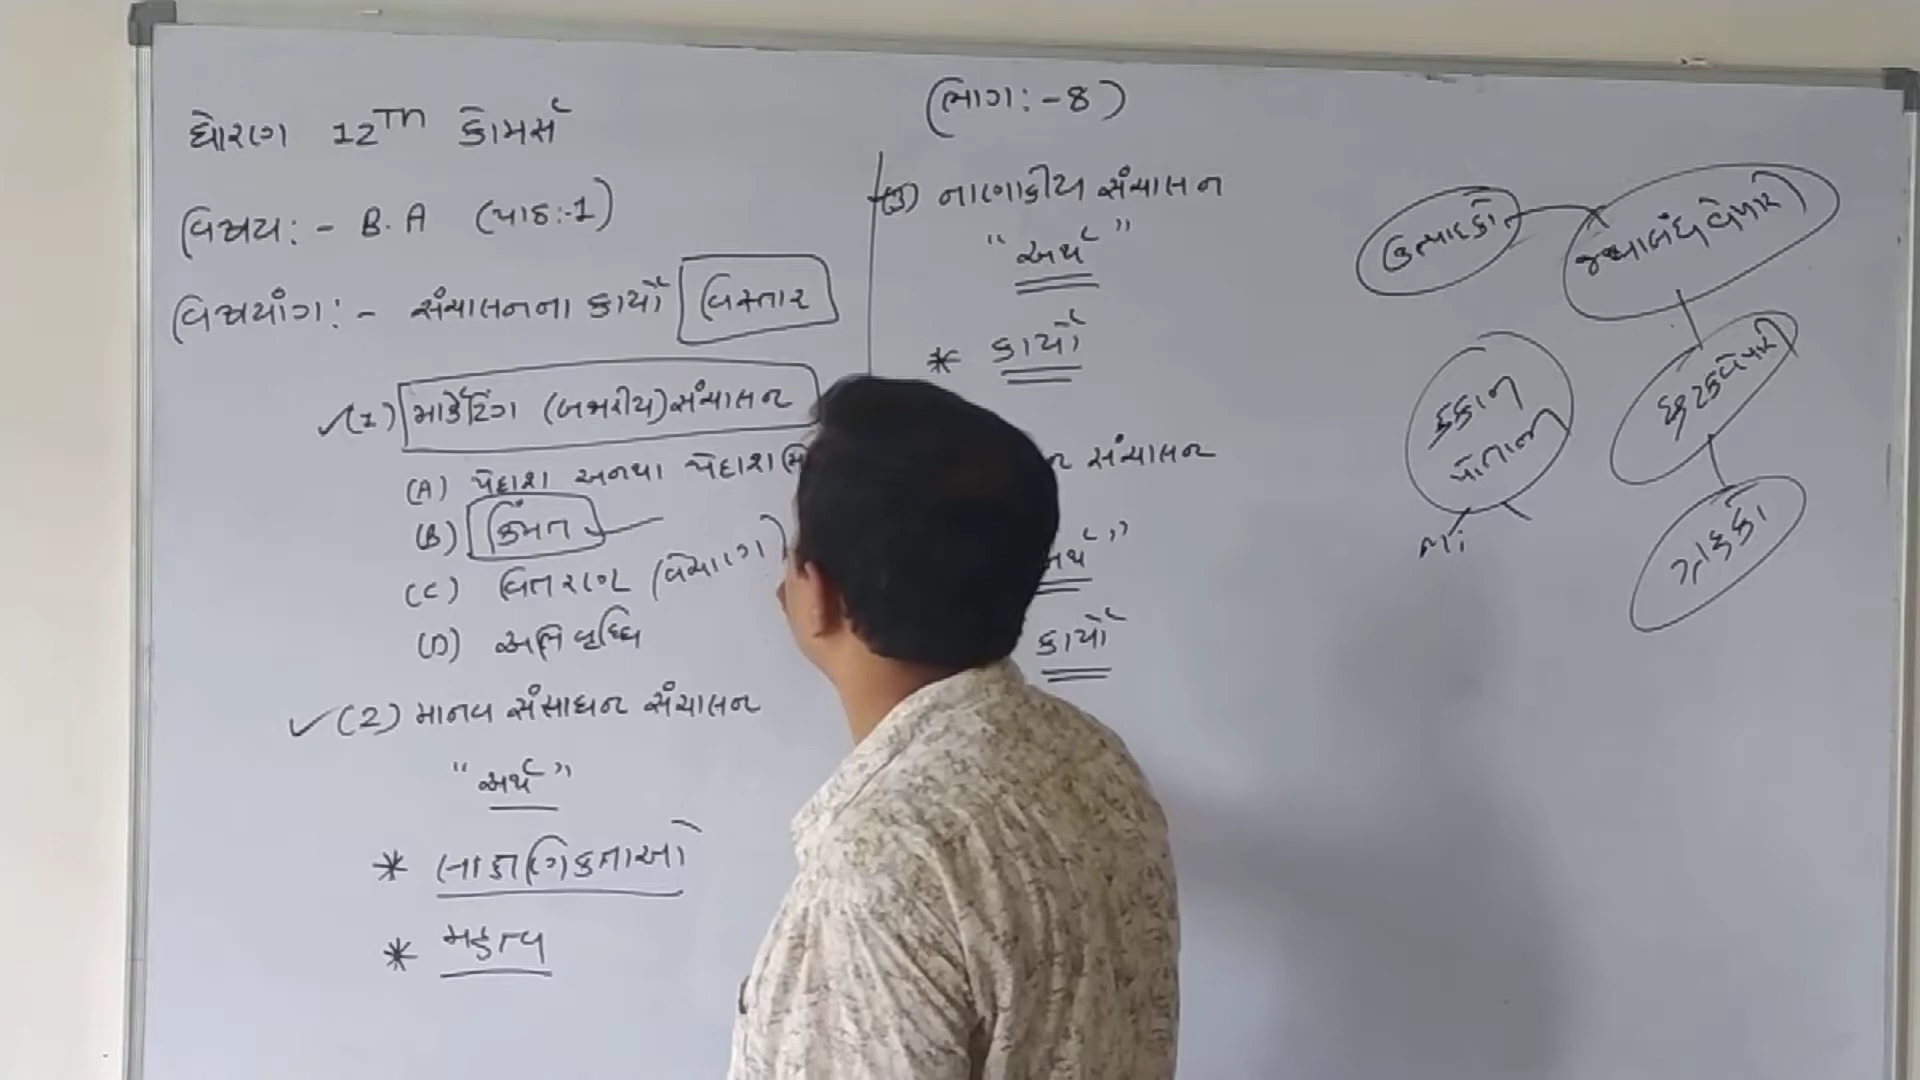 ધોરણ 12TH કોમર્સ
વિષય:- B.A (પાઠ:-1)
વિષયાંગ:- સંચાલનના કાર્યો વિસ્તાર
(1) માર્કેટિંગ (બજારીય) સંચાલન
(A) પેદાશ અથવા પેદાશ મિ
(B) કિંમત
(C) વિતરણ (વેચાણ)
(D) અભિવૃધ્ધિ
(2) માનવ સંસાધન સંચાલન
"અર્થ"
* લાક્ષણિકતાઓ
* મહત્વ
(ભાગ:-8)
(3) નાણાકીય સંચાલન
"અર્થ"
* કાર્યો
ન સંચાલન
અર્થ"
કાર્યો
ઉત્પાદકો
જથ્થાબંધ વેપારી
છુટક વેપારી
ગ્રાહકો
દુકાન
પોતાની